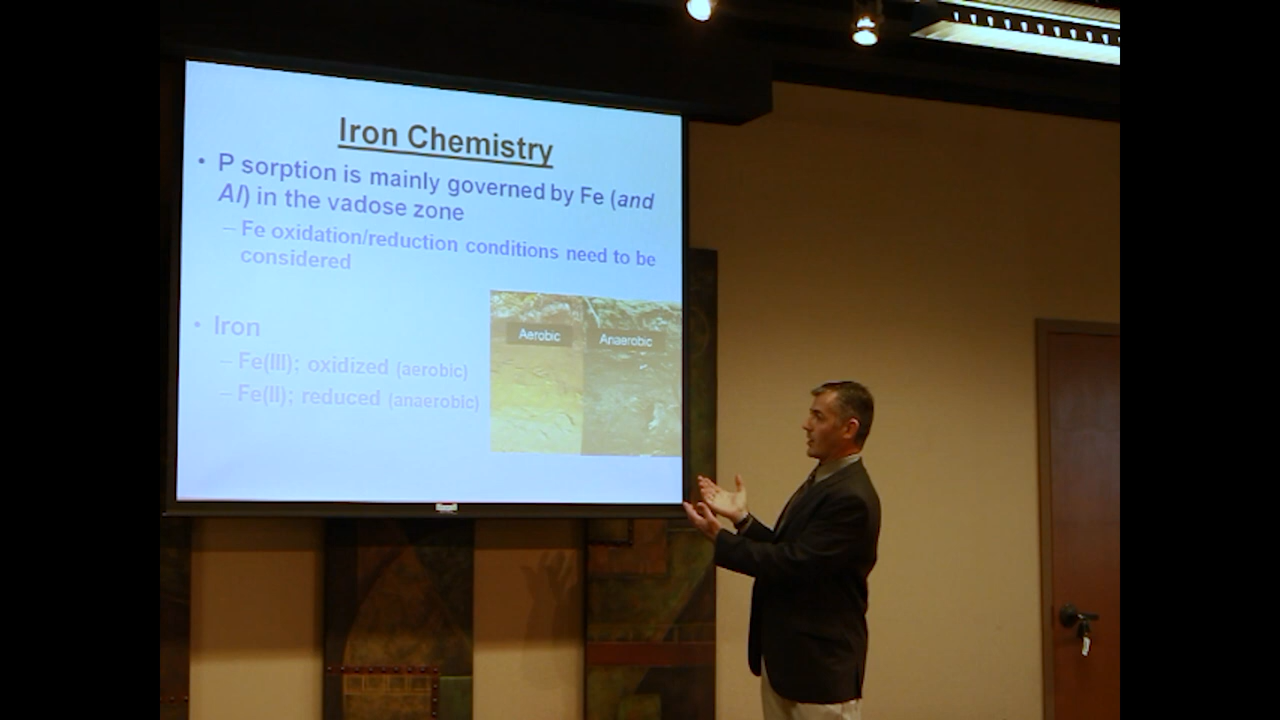 Iron Chemistry
• P sorption is mainly governed by Fe (and
Al) in the vadose zone
– Fe oxidation/reduction conditions need to be
considered
• Iron
– Fe(III); oxidized (aerobic)
– Fe(II); reduced (anaerobic)
Aerobic
Anaerobic